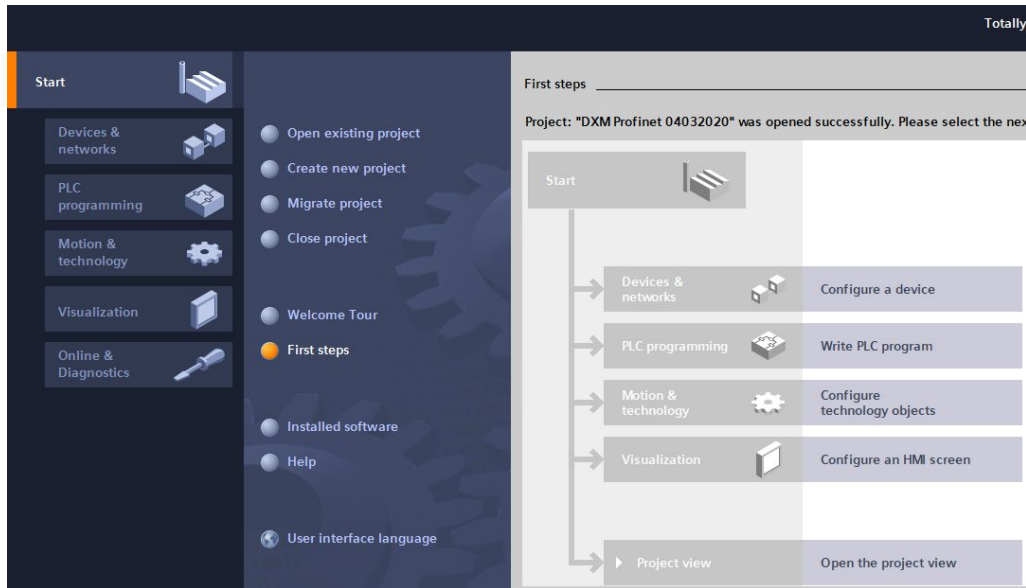 Totally
Start
Devices &
networks
PLC
programming
Motion &
technology
Visualization
Online &
Diagnostics
Open existing project
Create new project
Migrate project
Close project
Welcome Tour
First steps
Installed software
Help
User interface language
First steps
Project: "DXM Profinet 04032020" was opened successfully. Please select the nex
Start
Devices &
networks
Configure a device
PLC programming
Write PLC program
Motion &
technology
Configure
technology objects
Visualization
Configure an HMI screen
Project view
Open the project view